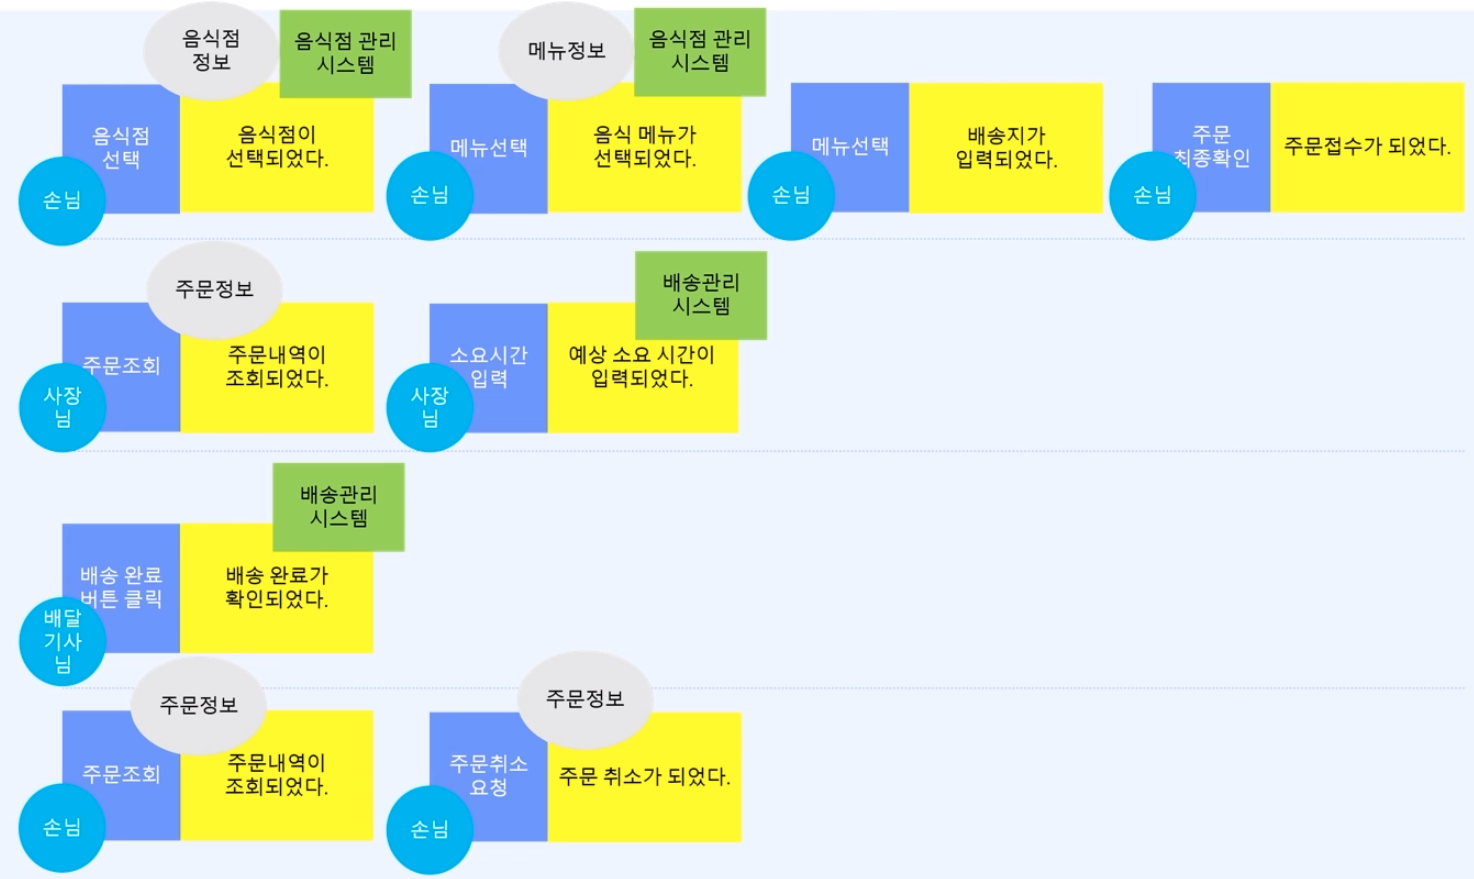 음식점
정보
음식점 관리
시스템
음식점
선택
음식점이
선택되었다.
손님
메뉴정보
음식점 관리
시스템
메뉴선택
음식 메뉴가
선택되었다.
손님
메뉴선택
배송지가
입력되었다.
손님
주문
최종확인
주문접수가 되었다.
손님
주문정보
주문조회
주문내역이
조회되었다.
사장
님
배송관리
시스템
소요시간
입력
예상 소요 시간이
입력되었다.
사장
님
배송관리
시스템
배송 완료
버튼 클릭
배송 완료가
확인되었다.
배달
기사
님
주문정보
주문조회
주문내역이
조회되었다.
손님
주문정보
주문취소
요청
주문 취소가 되었다.
손님